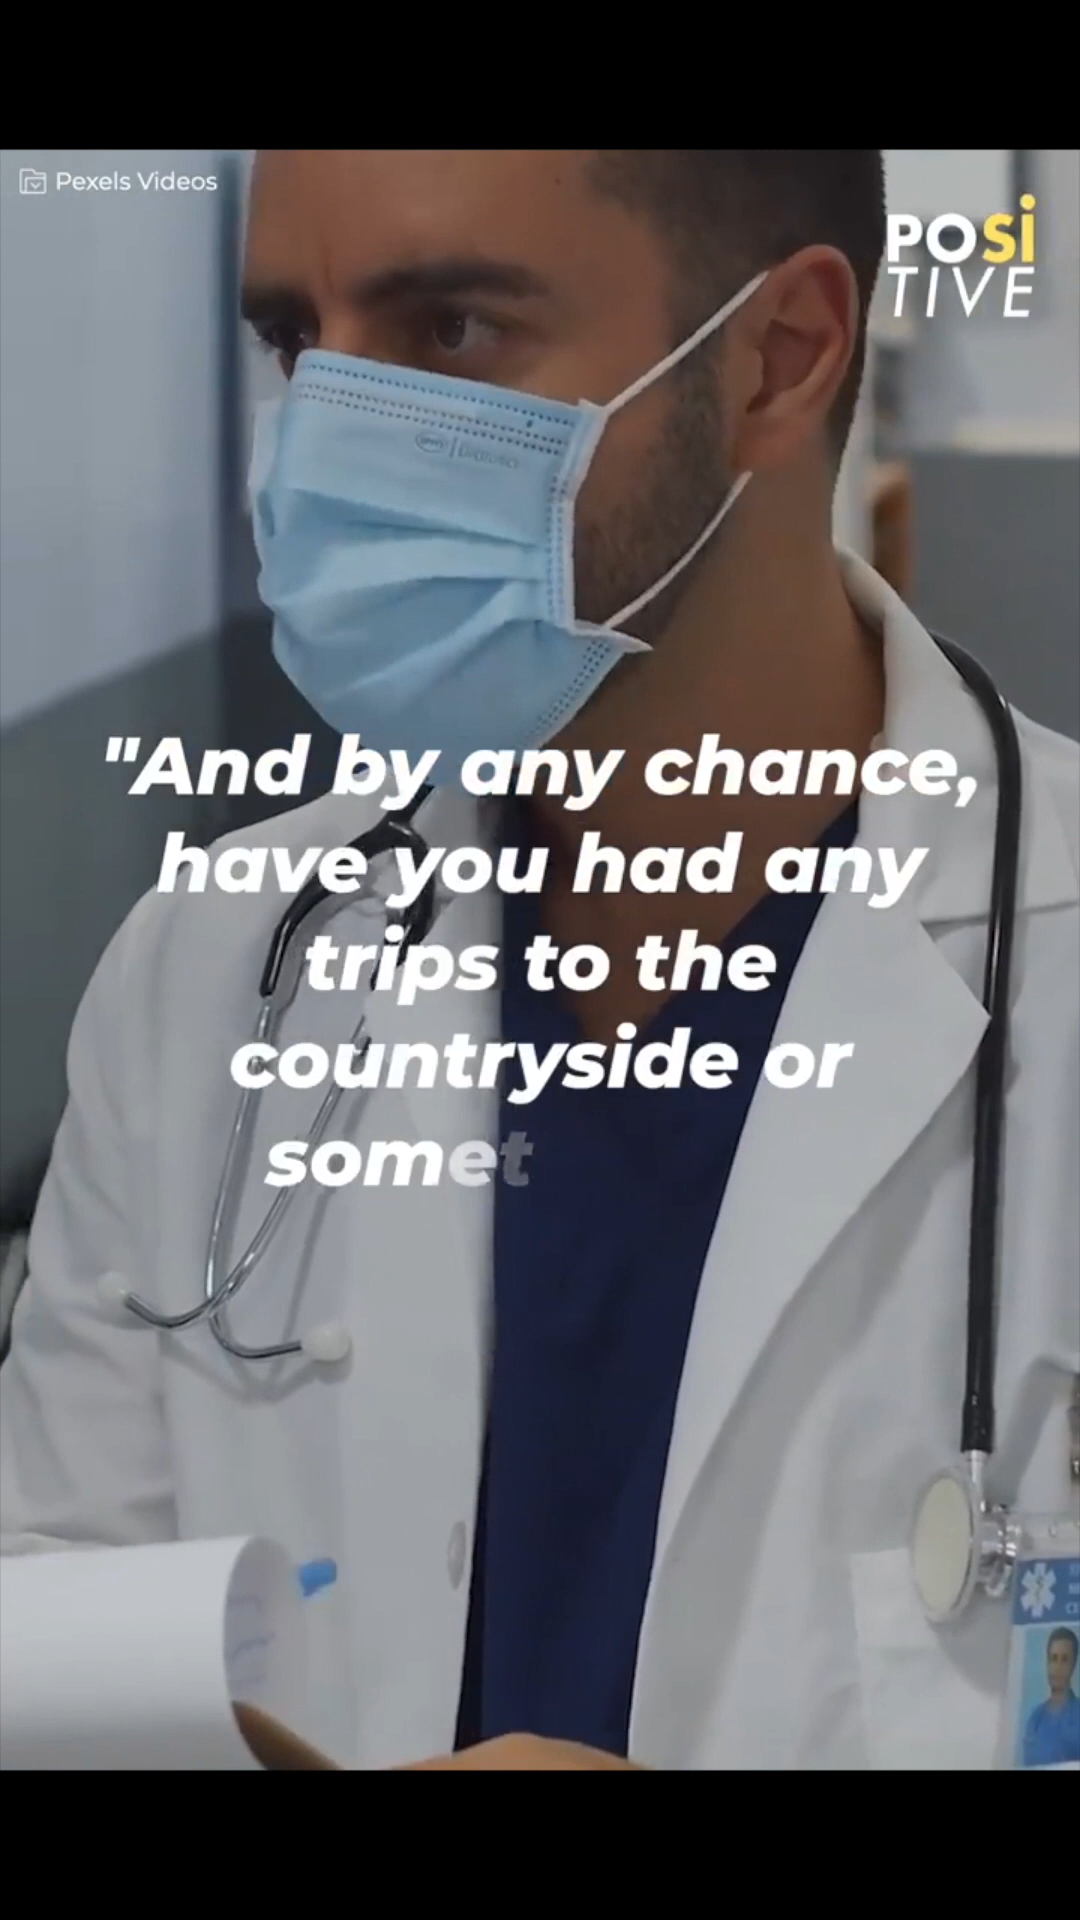 Pexels Videos
POSi
TIVE
"And by any chance,
have you had any
trips to the
countryside or
somet